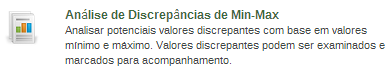 Análise de Discrepâncias de Min-Max
Analisar potenciais valores discrepantes com base em valores
mínimo e máximo. Valores discrepantes podem ser examinados e
marcados para acompanhamento.